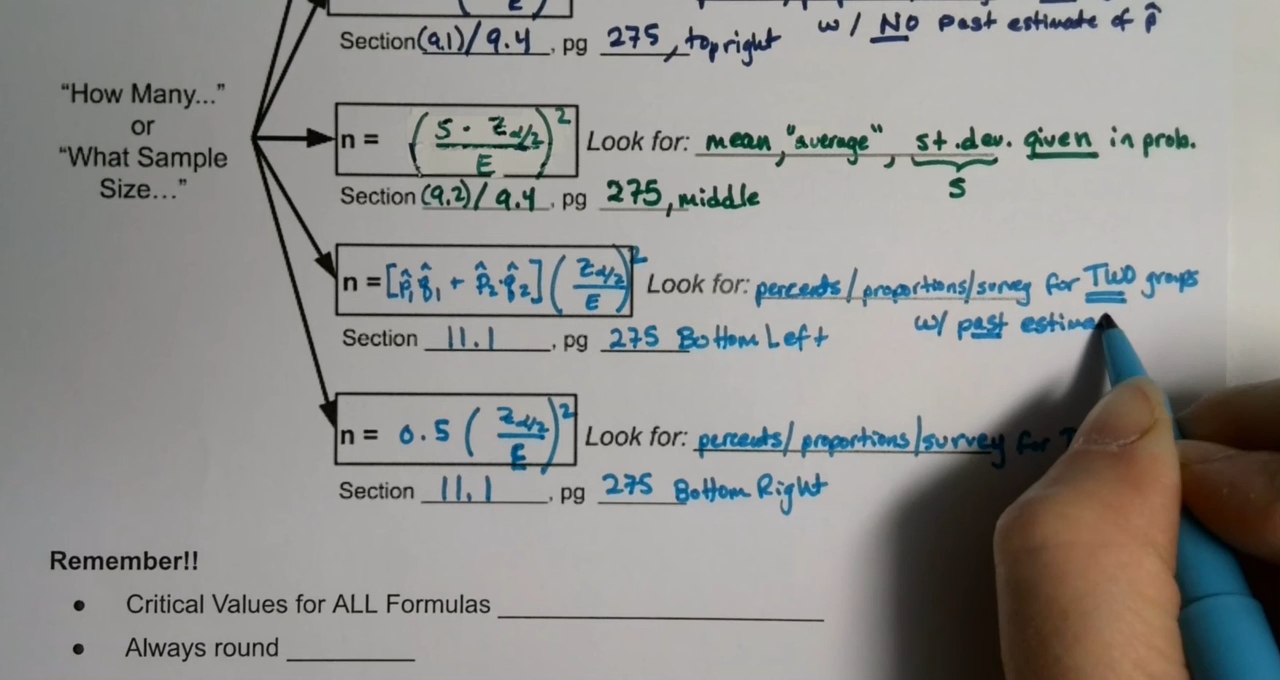 Section (9.1)/9.4, pg 275, top right
w/ NO past estimate of p̂
"How Many..."
or
"What Sample
Size..."
n = (S · Zα/2 / E)² Look for: mean, "average", st.dev. given in prob.
S
Section (9.2)/9.4, pg 275, middle
n = [p̂₁q̂₁ + p̂₂·q̂₂](Zα/2 / E)² Look for: percents/proportions/survey for TWO groups
w/ past estima
Section 11.1, pg 275 Bottom Left
n = 0.5 (Zα/2 / E)² Look for: percents/proportions/survey for T
Section 11.1, pg 275 Bottom Right
Remember!!
• Critical Values for ALL Formulas
• Always round